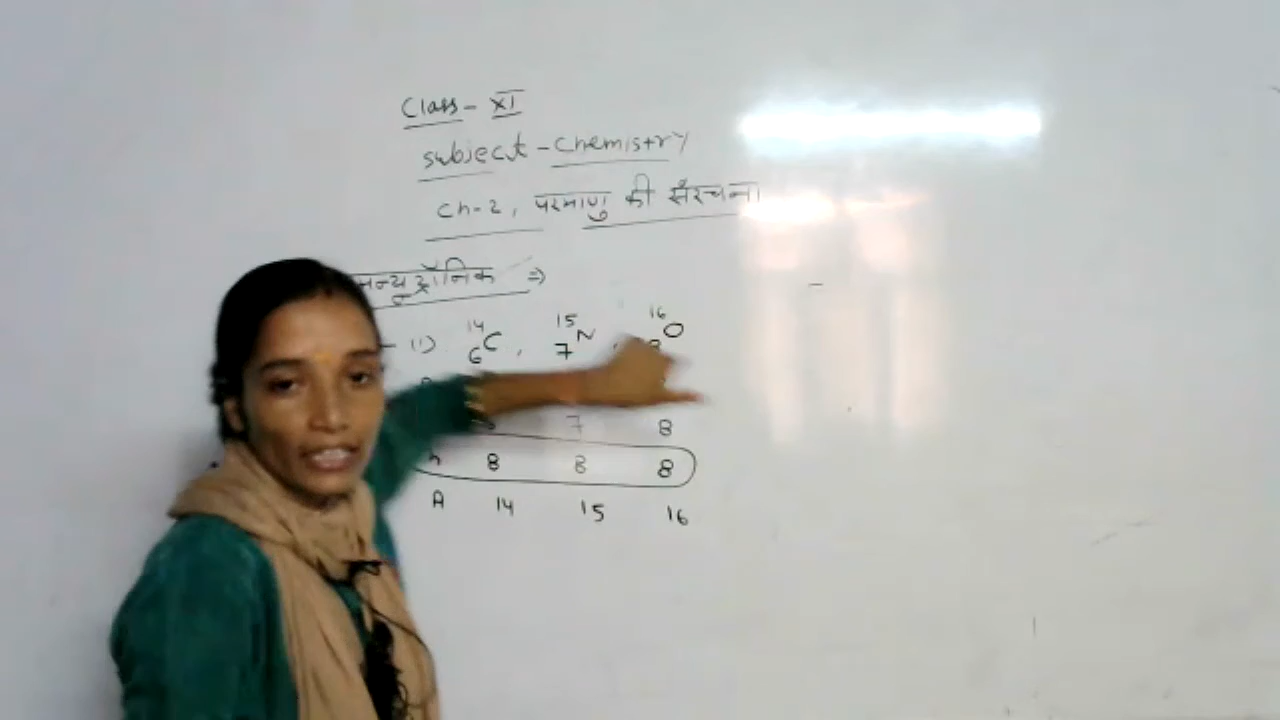 Class - XI
Subject - Chemistry
Ch-2, परमाणु की सँरचना
मन्यूट्रॉनिक ⇒
- (1) ¹⁴₆C, ¹⁵₇N, ¹⁶₈O
7 8
n 8 8 8
A 14 15 16